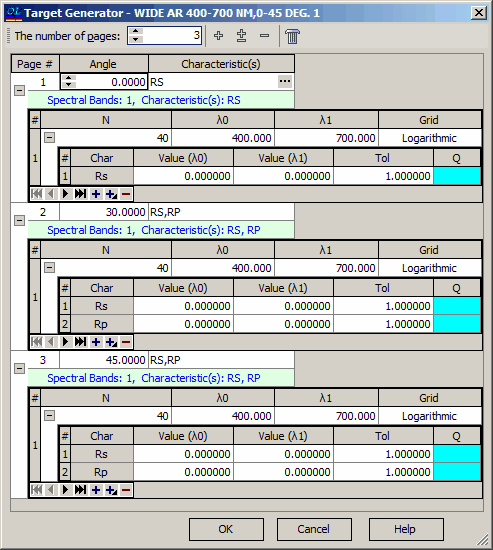 OL Target Generator - WIDE AR 400-700 NM,0-45 DEG. 1
The number of pages: 3
Page # Angle Characteristic(s)
1 0.0000 RS ...
Spectral Bands: 1, Characteristic(s): RS
# N λ0 λ1 Grid
1 40 400.000 700.000 Logarithmic
# Char Value (λ0) Value (λ1) Tol Q
1 Rs 0.000000 0.000000 1.000000
2 30.0000 RS,RP
Spectral Bands: 1, Characteristic(s): RS, RP
# N λ0 λ1 Grid
1 40 400.000 700.000 Logarithmic
# Char Value (λ0) Value (λ1) Tol Q
1 Rs 0.000000 0.000000 1.000000
2 Rp 0.000000 0.000000 1.000000
3 45.0000 RS,RP
Spectral Bands: 1, Characteristic(s): RS, RP
# N λ0 λ1 Grid
1 40 400.000 700.000 Logarithmic
# Char Value (λ0) Value (λ1) Tol Q
1 Rs 0.000000 0.000000 1.000000
2 Rp 0.000000 0.000000 1.000000
OK Cancel Help